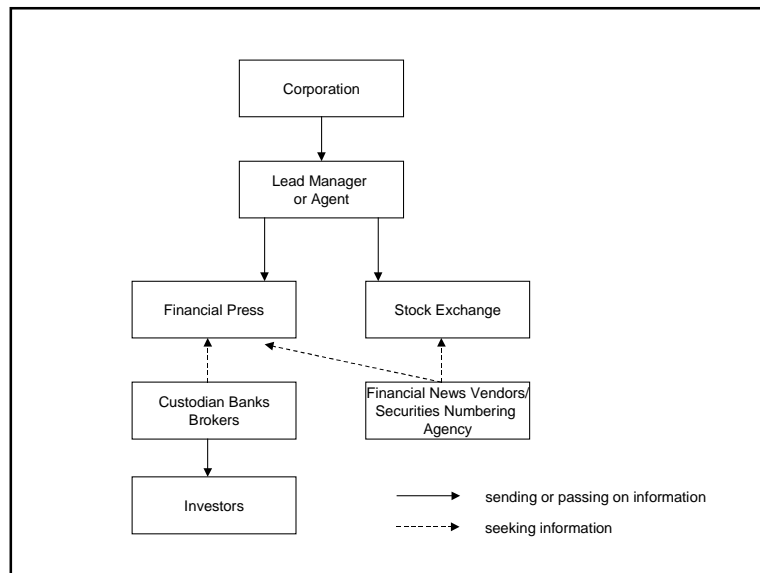 Corporation
Lead Manager
or Agent
Financial Press
Stock Exchange
Custodian Banks
Brokers
Financial News Vendors/
Securities Numbering
Agency
Investors
sending or passing on information
seeking information